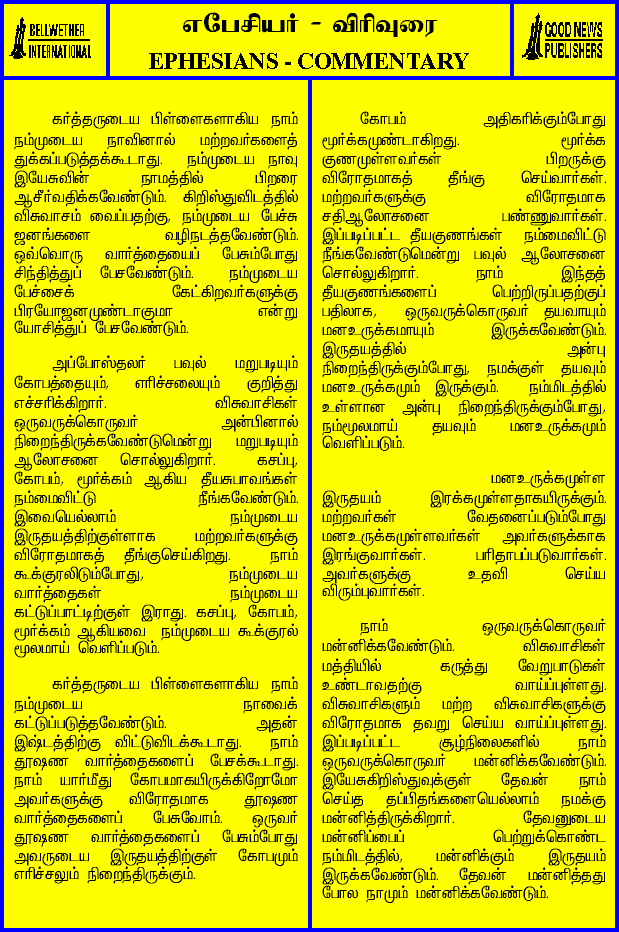 BELLWETHER
INTERNATIONAL
எபேசியர் - விரிவுரை
EPHESIANS - COMMENTARY
GOOD NEWS
PUBLISHERS
கர்த்தருடைய பிள்ளைகளாகிய நாம்
நம்முடைய நாவினால் மற்றவர்களைத்
துக்கப்படுத்தக்கூடாது. நம்முடைய நாவு
இயேசுவின் நாமத்தில் பிறரை
ஆசீர்வதிக்கவேண்டும். கிறிஸ்துவிடத்தில்
விசுவாசம் வைப்பதற்கு, நம்முடைய பேச்சு
ஜனங்களை வழிநடத்தவேண்டும்.
ஒவ்வொரு வார்த்தையைப் பேசும்போது
சிந்தித்துப் பேசவேண்டும். நம்முடைய
பேச்சைக் கேட்கிறவர்களுக்கு
பிரயோஜனமுண்டாகுமா என்று
யோசித்துப் பேசவேண்டும்.
அப்போஸ்தலர் பவுல் மறுபடியும்
கோபத்தையும், எரிச்சலையும் குறித்து
எச்சரிக்கிறார். விசுவாசிகள்
ஒருவருக்கொருவர் அன்பினால்
நிறைந்திருக்கவேண்டுமென்று மறுபடியும்
ஆலோசனை சொல்லுகிறார். கசப்பு,
கோபம், மூர்க்கம் ஆகிய தீயசுபாவங்கள்
நம்மைவிட்டு நீங்கவேண்டும்.
இவையெல்லாம் நம்முடைய
இருதயத்திற்குள்ளாக மற்றவர்களுக்கு
விரோதமாகத் தீங்குசெய்கிறது. நாம்
கூக்குரலிடும்போது, நம்முடைய
வார்த்தைகள் நம்முடைய
கட்டுப்பாட்டிற்குள் இராது. கசப்பு, கோபம்,
மூர்க்கம் ஆகியவை நம்முடைய கூக்குரல்
மூலமாய் வெளிப்படும்.
கர்த்தருடைய பிள்ளைகளாகிய நாம்
நம்முடைய நாவைக்
கட்டுப்படுத்தவேண்டும். அதன்
இஷ்டத்திற்கு விட்டுவிடக்கூடாது. நாம்
தூஷண வார்த்தைகளைப் பேசக்கூடாது.
நாம் யார்மீது கோபமாகயிருக்கிறோமோ
அவர்களுக்கு விரோதமாக தூஷண
வார்த்தைகளைப் பேசுவோம். ஒருவர்
தூஷண வார்த்தைகளைப் பேசும்போது
அவருடைய இருதயத்திற்குள் கோபமும்
எரிச்சலும் நிறைந்திருக்கும்.
கோபம் அதிகரிக்கும்போது
மூர்க்கமுண்டாகிறது. மூர்க்க
குணமுள்ளவர்கள் பிறருக்கு
விரோதமாகத் தீங்கு செய்வார்கள்.
மற்றவர்களுக்கு விரோதமாக
சதிஆலோசனை பண்ணுவார்கள்.
இப்படிப்பட்ட தீயகுணங்கள் நம்மைவிட்டு
நீங்கவேண்டுமென்று பவுல் ஆலோசனை
சொல்லுகிறார். நாம் இந்தத்
தீயகுணங்களைப் பெற்றிருப்பதற்குப்
பதிலாக, ஒருவருக்கொருவர் தயவாயும்
மனஉருக்கமாயும் இருக்கவேண்டும்.
இருதயத்தில் அன்பு
நிறைந்திருக்கும்போது, நமக்குள் தயவும்
மனஉருக்கமும் இருக்கும். நம்மிடத்தில்
உள்ளான அன்பு நிறைந்திருக்கும்போது,
நம்மூலமாய் தயவும் மனஉருக்கமும்
வெளிப்படும்.
மனஉருக்கமுள்ள
இருதயம் இரக்கமுள்ளதாகயிருக்கும்.
மற்றவர்கள் வேதனைப்படும்போது
மனஉருக்கமுள்ளவர்கள் அவர்களுக்காக
இரங்குவார்கள். பரிதாபப்படுவார்கள்.
அவர்களுக்கு உதவி செய்ய
விரும்புவார்கள்.
நாம் ஒருவருக்கொருவர்
மன்னிக்கவேண்டும். விசுவாசிகள்
மத்தியில் கருத்து வேறுபாடுகள்
உண்டாவதற்கு வாய்ப்புள்ளது.
விசுவாசிகளும் மற்ற விசுவாசிகளுக்கு
விரோதமாக தவறு செய்ய வாய்ப்புள்ளது.
இப்படிப்பட்ட சூழ்நிலைகளில் நாம்
ஒருவருக்கொருவர் மன்னிக்கவேண்டும்.
இயேசுகிறிஸ்துவுக்குள் தேவன் நாம்
செய்த தப்பிதங்களையெல்லாம் நமக்கு
மன்னித்திருக்கிறார். தேவனுடைய
மன்னிப்பைப் பெற்றுக்கொண்ட
நம்மிடத்தில், மன்னிக்கும் இருதயம்
இருக்கவேண்டும். தேவன் மன்னித்தது
போல நாமும் மன்னிக்கவேண்டும்.